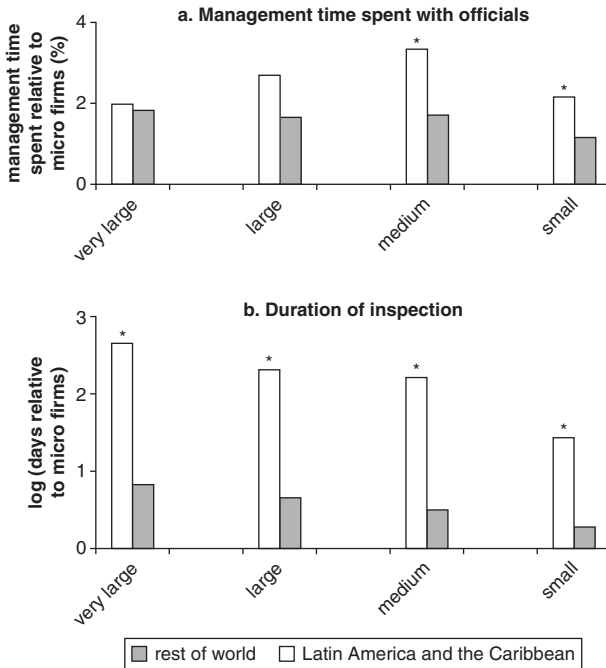 a. Management time spent with officials
management time
spent relative to
micro firms (%)
4
2
0
*
*
very large
large
medium
small
b. Duration of inspection
log (days relative
to micro firms)
3
2
1
0
*
*
*
*
very large
large
medium
small
rest of world
Latin America and the Caribbean